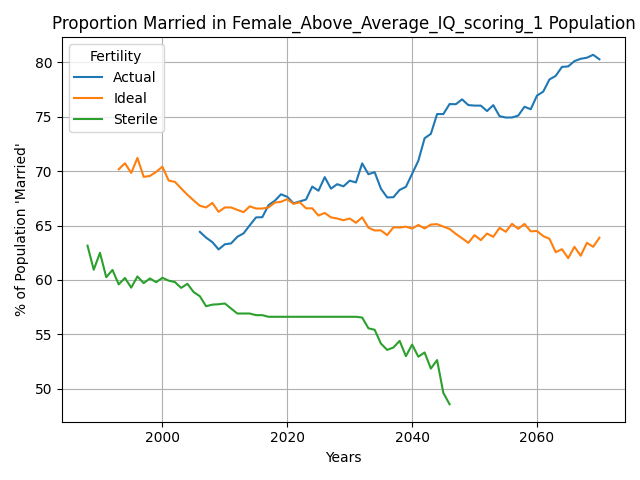 Proportion Married in Female_Above_Average_IQ_scoring_1 Population
Fertility
Actual
Ideal
Sterile
% of Population 'Married'
80
75
70
65
60
55
50
2000
2020
2040
2060
Years